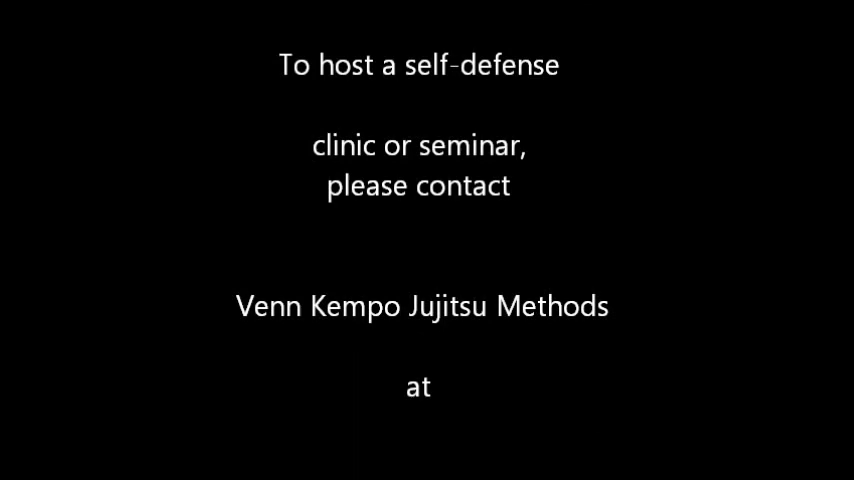 To host a self-defense
clinic or seminar,
please contact
Venn Kempo Jujitsu Methods
at